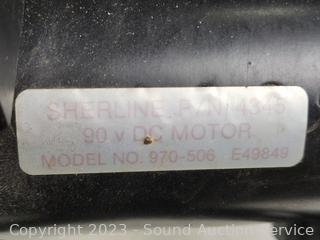 SHERLINE P/N 4345
90 v DC MOTOR
MODEL NO. 970-506 E49849
Copyright 2023 - Sound Auction Service